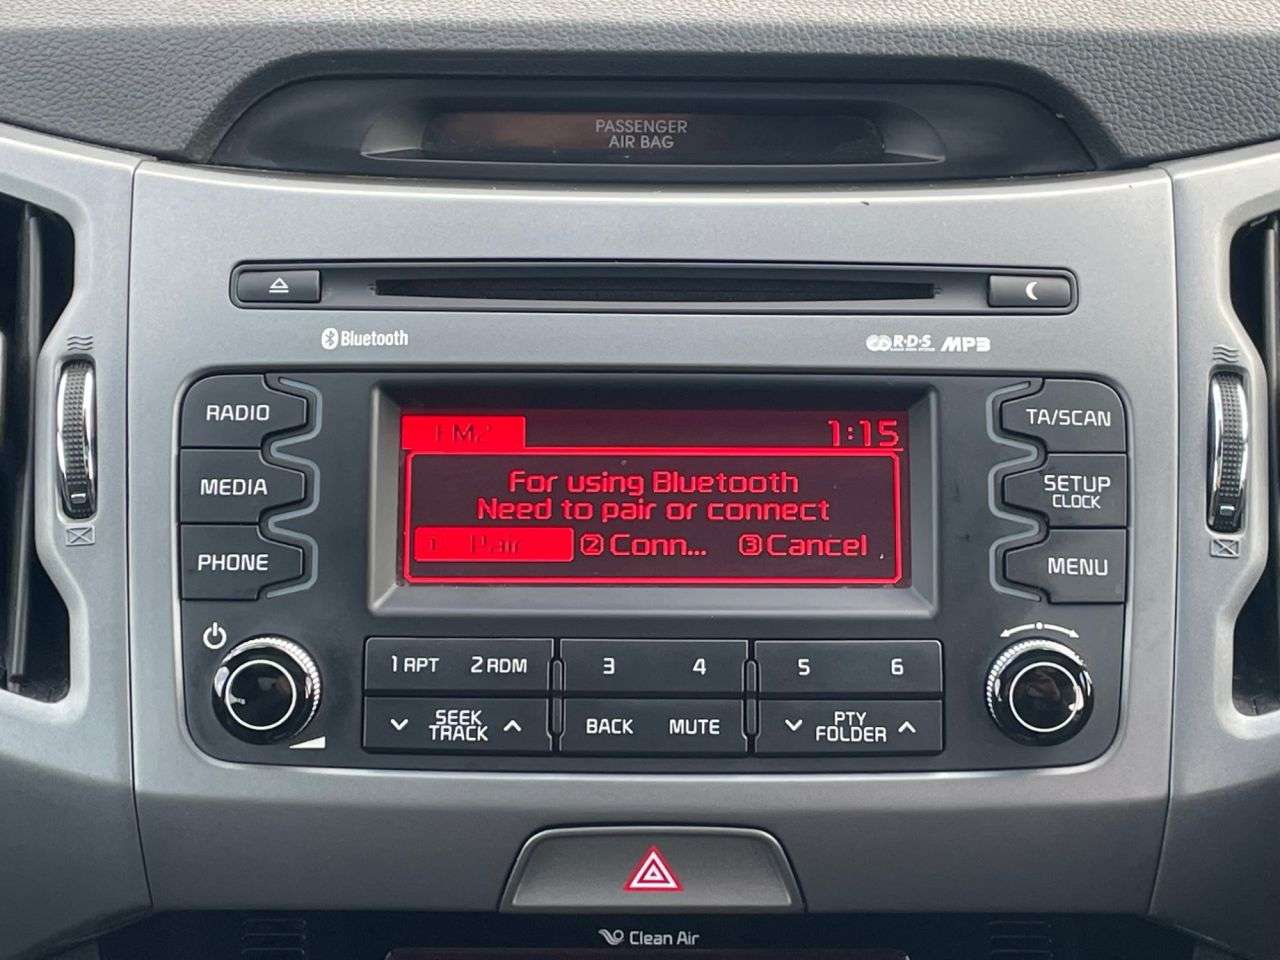 PASSENGER
AIR BAG
Bluetooth
R·D·S MP3
RADIO
MEDIA
PHONE
FM2 1:15
For using Bluetooth
Need to pair or connect
1 Pair 2 Conn... 3 Cancel
TA/SCAN
SETUP
CLOCK
MENU
1 RPT 2 RDM 3 4 5 6
SEEK
TRACK
BACK MUTE
PTY
FOLDER
Clean Air